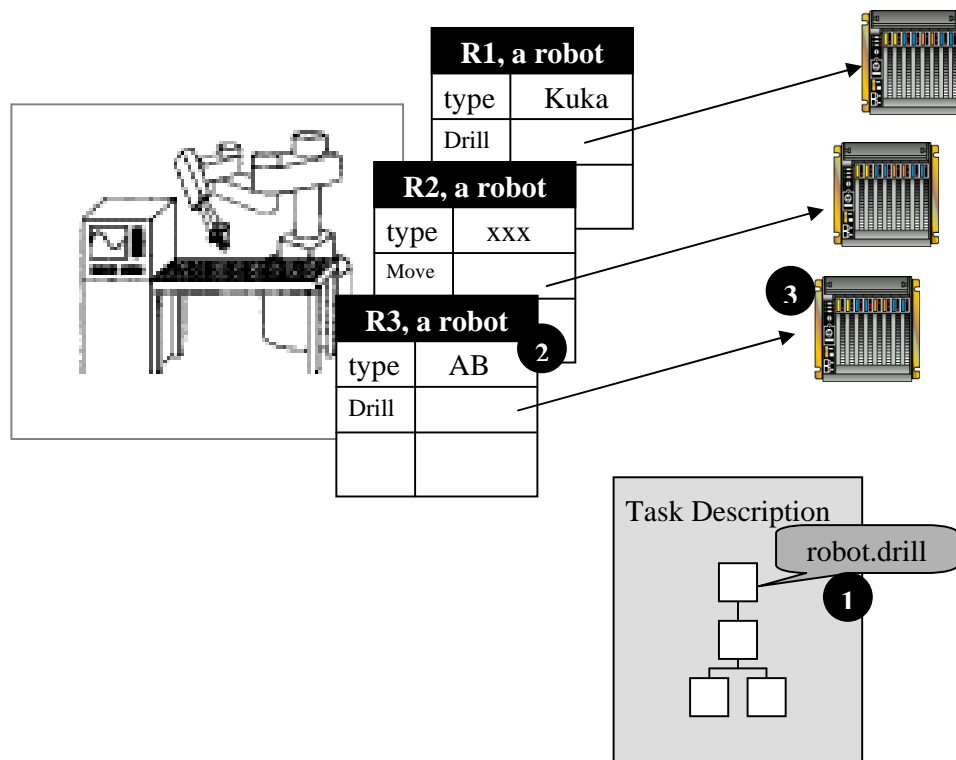 R1, a robot
type Kuka
Drill
R2, a robot
type xxx
Move
3
R3, a robot
2
type AB
Drill
Task Description
robot.drill
1